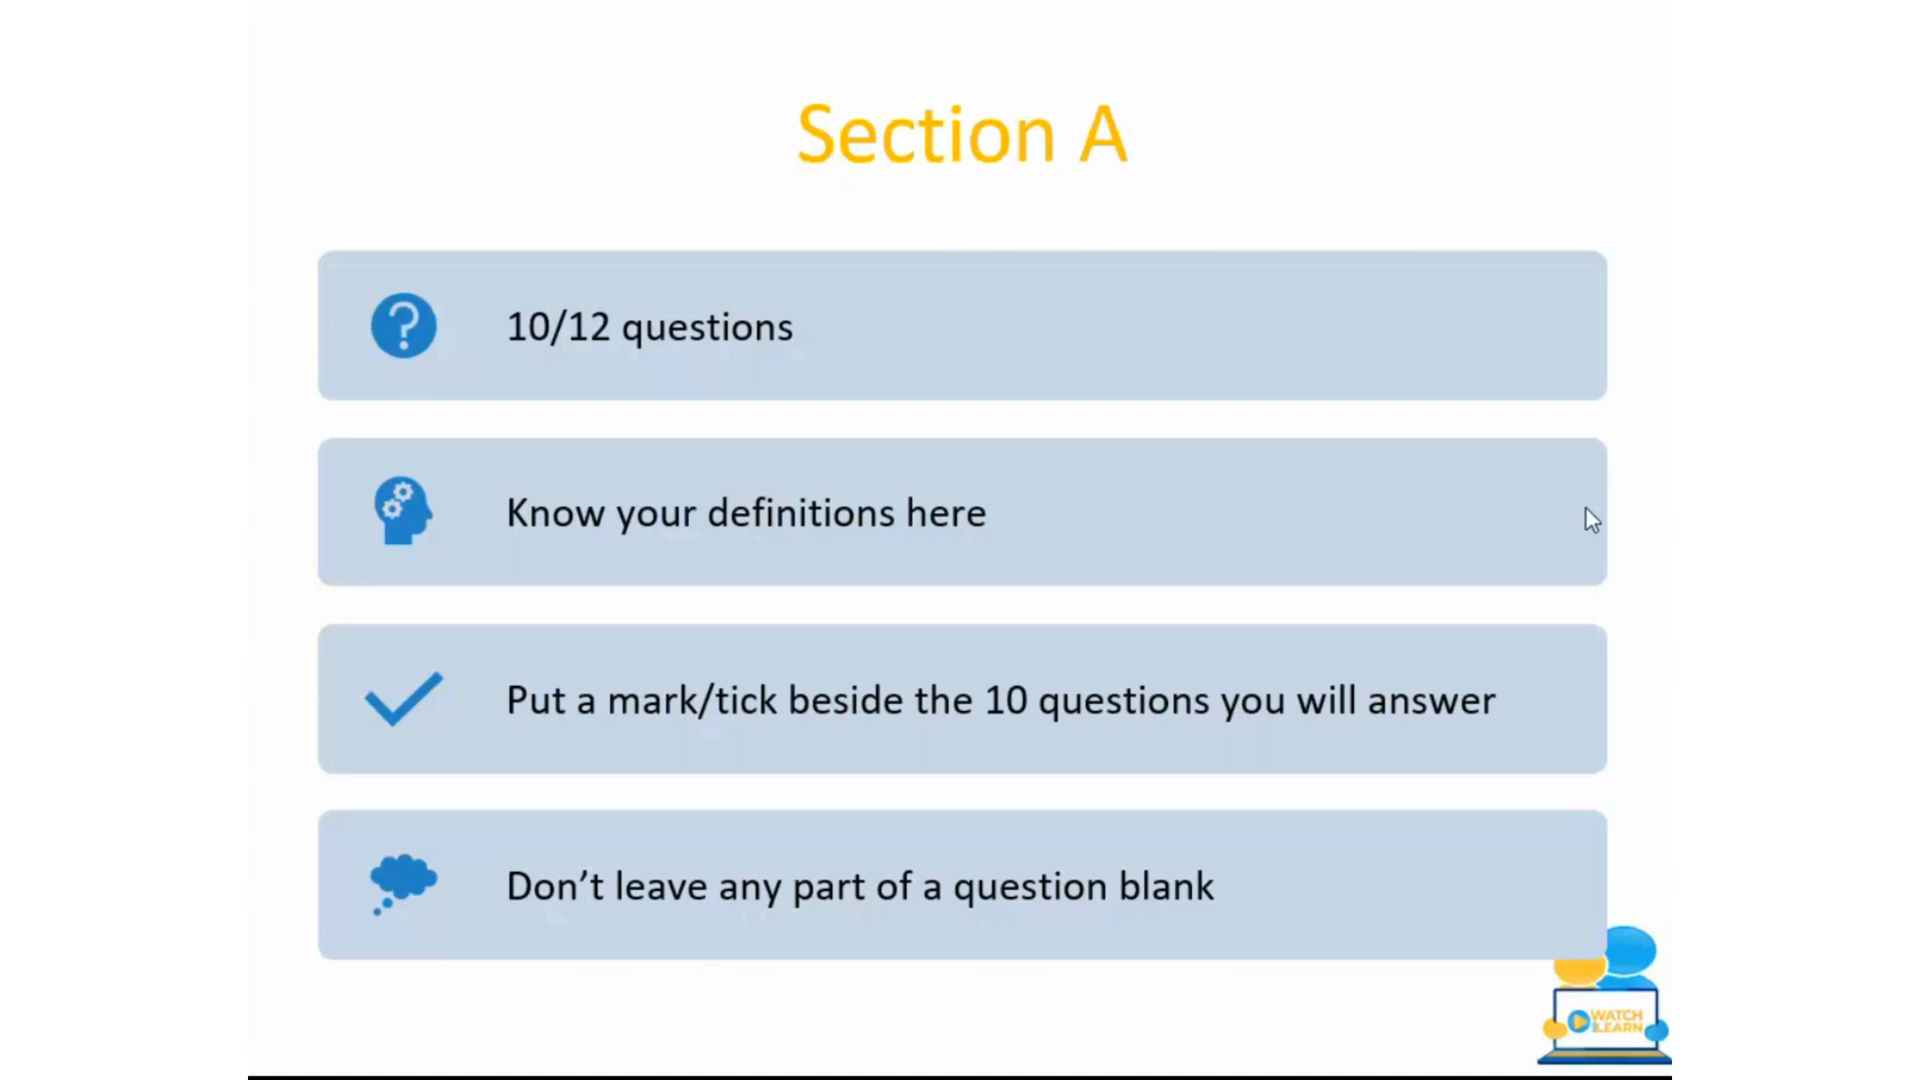 Section A
10/12 questions
Know your definitions here
Put a mark/tick beside the 10 questions you will answer
Don’t leave any part of a question blank
WATCH
LEARN